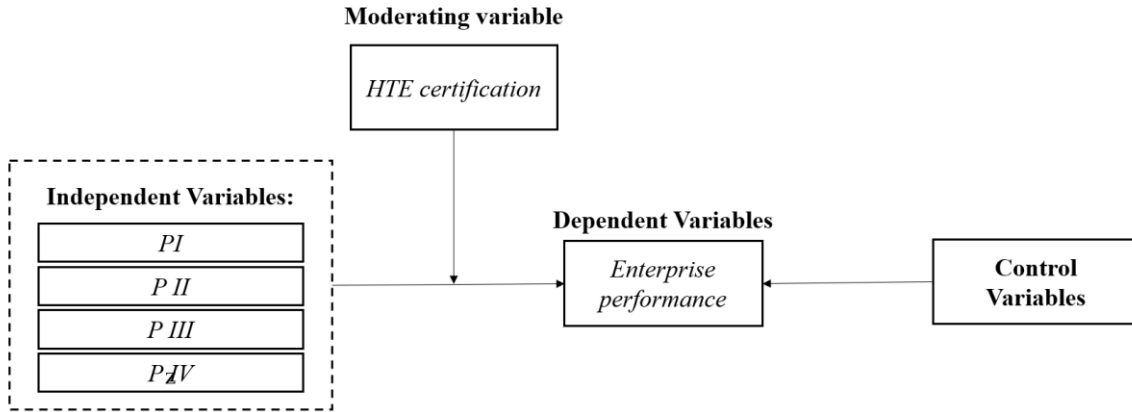 Moderating variable
HTE certification
Independent Variables:
PI
P II
P III
P IV
Dependent Variables
Enterprise
performance
Control
Variables